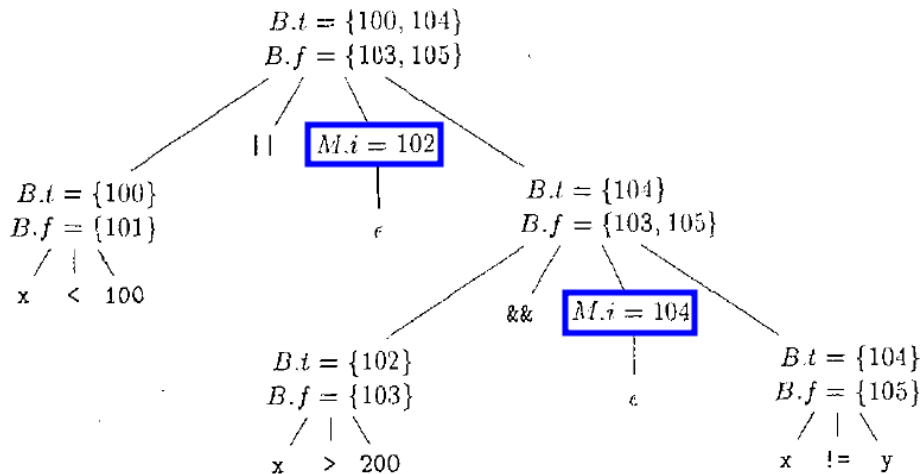 B.t = {100, 104}
B.f = {103, 105}
|| M.i = 102
B.t = {100}
B.f = {101}
ϵ
B.t = {104}
B.f = {103, 105}
x < 100
&& M.i = 104
B.t = {102}
B.f = {103}
ϵ
B.t = {104}
B.f = {105}
x > 200
x != y